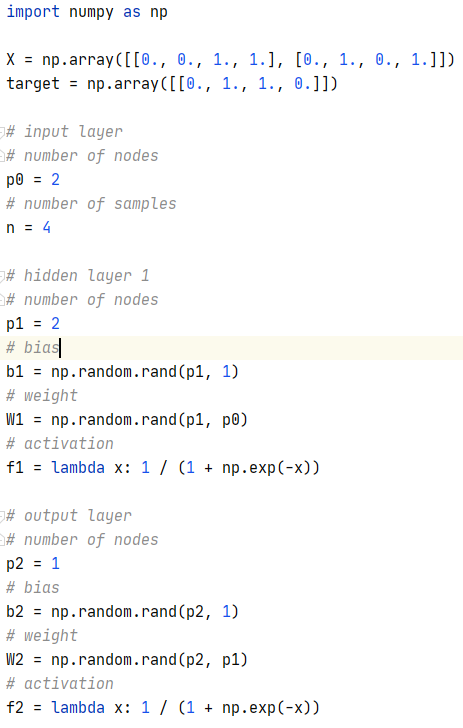 import numpy as np
X = np.array([[0., 0., 1., 1.], [0., 1., 0., 1.]])
target = np.array([[0., 1., 1., 0.]])
# input layer
# number of nodes
p0 = 2
# number of samples
n = 4
# hidden layer 1
# number of nodes
p1 = 2
# bias
b1 = np.random.rand(p1, 1)
# weight
W1 = np.random.rand(p1, p0)
# activation
f1 = lambda x: 1 / (1 + np.exp(-x))
# output layer
# number of nodes
p2 = 1
# bias
b2 = np.random.rand(p2, 1)
# weight
W2 = np.random.rand(p2, p1)
# activation
f2 = lambda x: 1 / (1 + np.exp(-x))